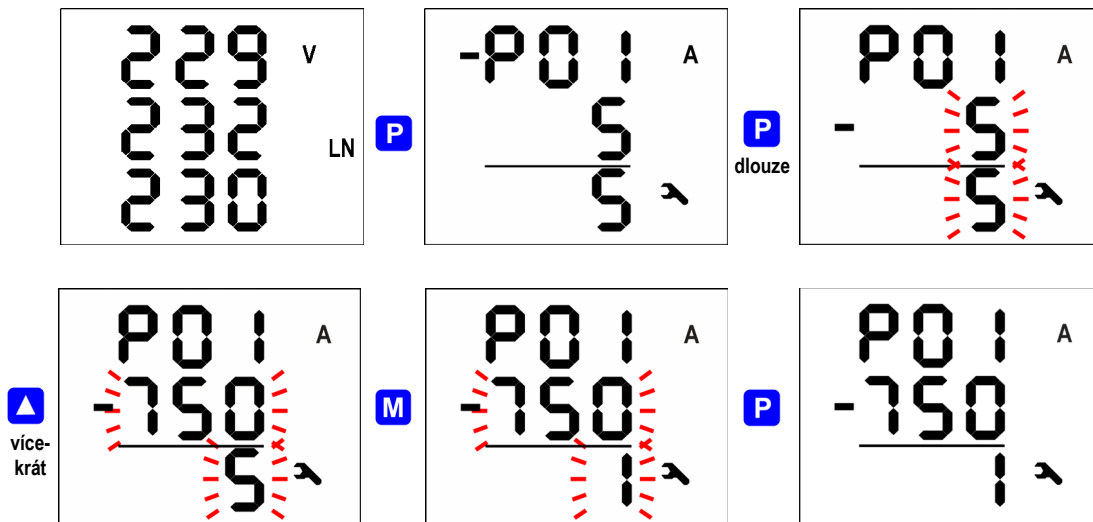 229 V
232 LN
230
P
-P01 A
5
5
P
dlouze
P01 A
- 5
5
více-
krát
P01 A
-750
5
M
P01 A
-750
1
P
P01 A
-750
1